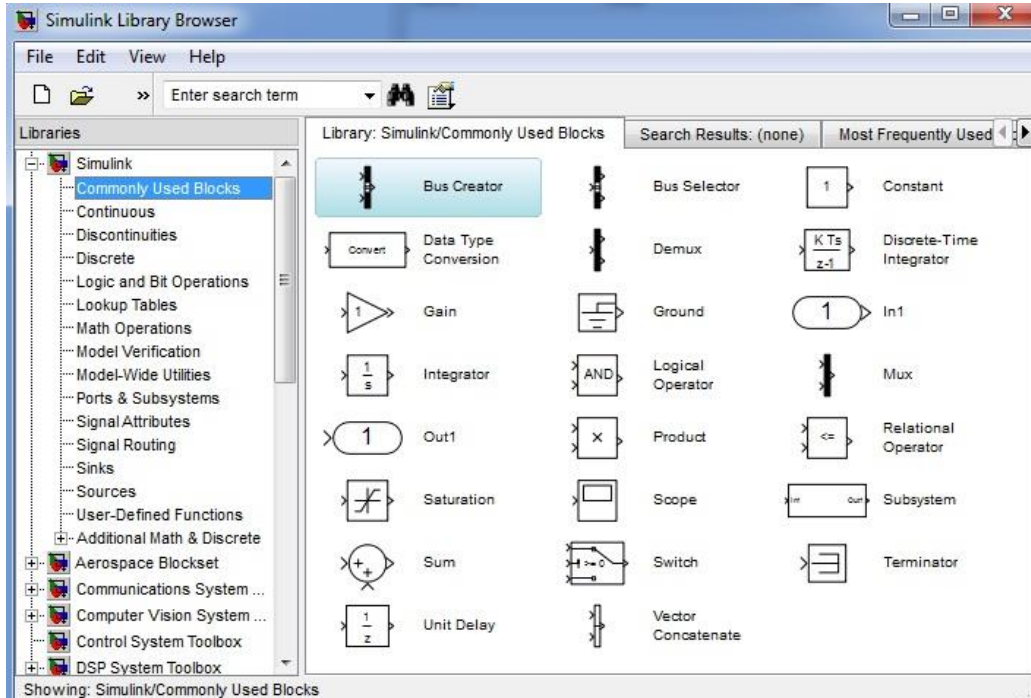 Simulink Library Browser
File Edit View Help
» Enter search term
Libraries
Library: Simulink/Commonly Used Blocks
Search Results: (none)
Most Frequently Used
Simulink
Commonly Used Blocks
Continuous
Discontinuities
Discrete
Logic and Bit Operations
Lookup Tables
Math Operations
Model Verification
Model-Wide Utilities
Ports & Subsystems
Signal Attributes
Signal Routing
Sinks
Sources
User-Defined Functions
Additional Math & Discrete
Aerospace Blockset
Communications System ...
Computer Vision System ...
Control System Toolbox
DSP System Toolbox
Bus Creator
Bus Selector
1
Constant
Convert
Data Type
Conversion
Demux
K Ts
z-1
Discrete-Time
Integrator
1
Gain
Ground
1
In1
1
s
Integrator
AND
Logical
Operator
Mux
1
Out1
×
Product
<=
Relational
Operator
Saturation
Scope
Subsystem
+
+
Sum
Switch
Terminator
1
z
Unit Delay
Vector
Concatenate
Showing: Simulink/Commonly Used Blocks